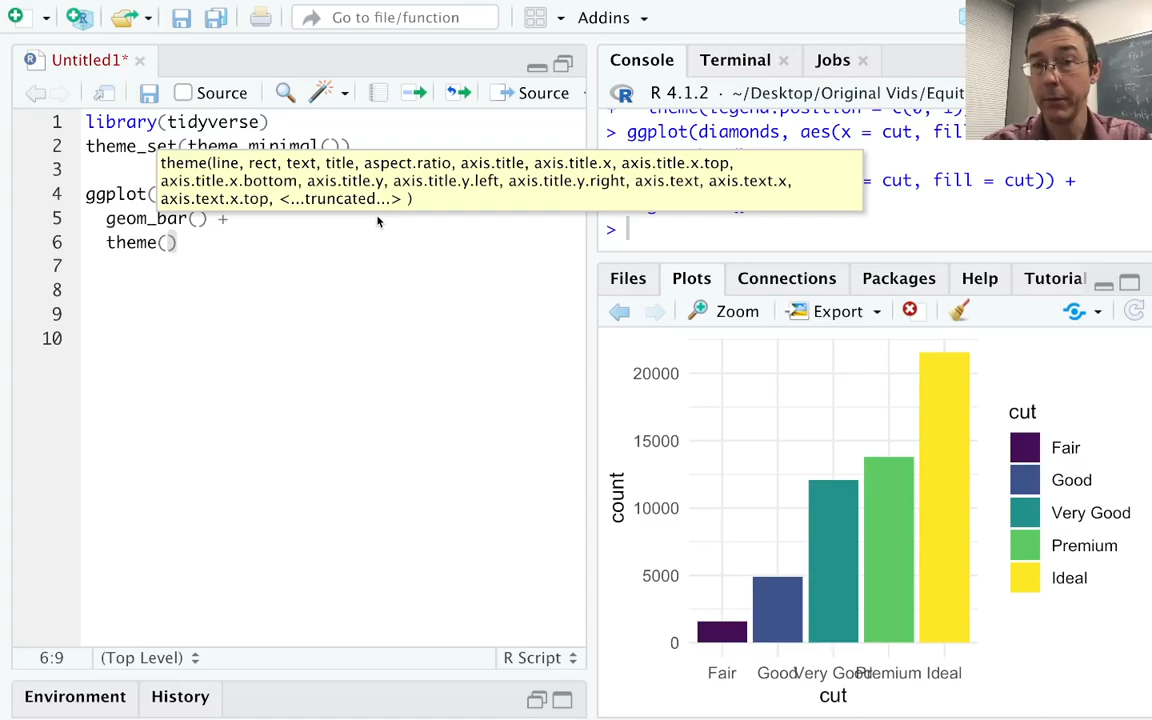 Go to file/function
Addins
Untitled1*
Source
Source
1 library(tidyverse)
2 theme_set(theme_minimal())
3
4 ggplot(
5 geom_bar() +
6 theme()
7
8
9
10
theme(line, rect, text, title, aspect.ratio, axis.title, axis.title.x, axis.title.x.top,
axis.title.x.bottom, axis.title.y, axis.title.y.left, axis.title.y.right, axis.text, axis.text.x,
axis.text.x.top, <...truncated...> )
6:9 (Top Level) R Script
Environment History
Console Terminal Jobs
R 4.1.2 · ~/Desktop/Original Vids/Equit
> ggplot(diamonds, aes(x = cut, fill
= cut, fill = cut)) +
>
Files Plots Connections Packages Help Tutorial
Zoom Export
20000
15000
10000
5000
0
count
Fair Good Very Good Premium Ideal
cut
cut
Fair
Good
Very Good
Premium
Ideal